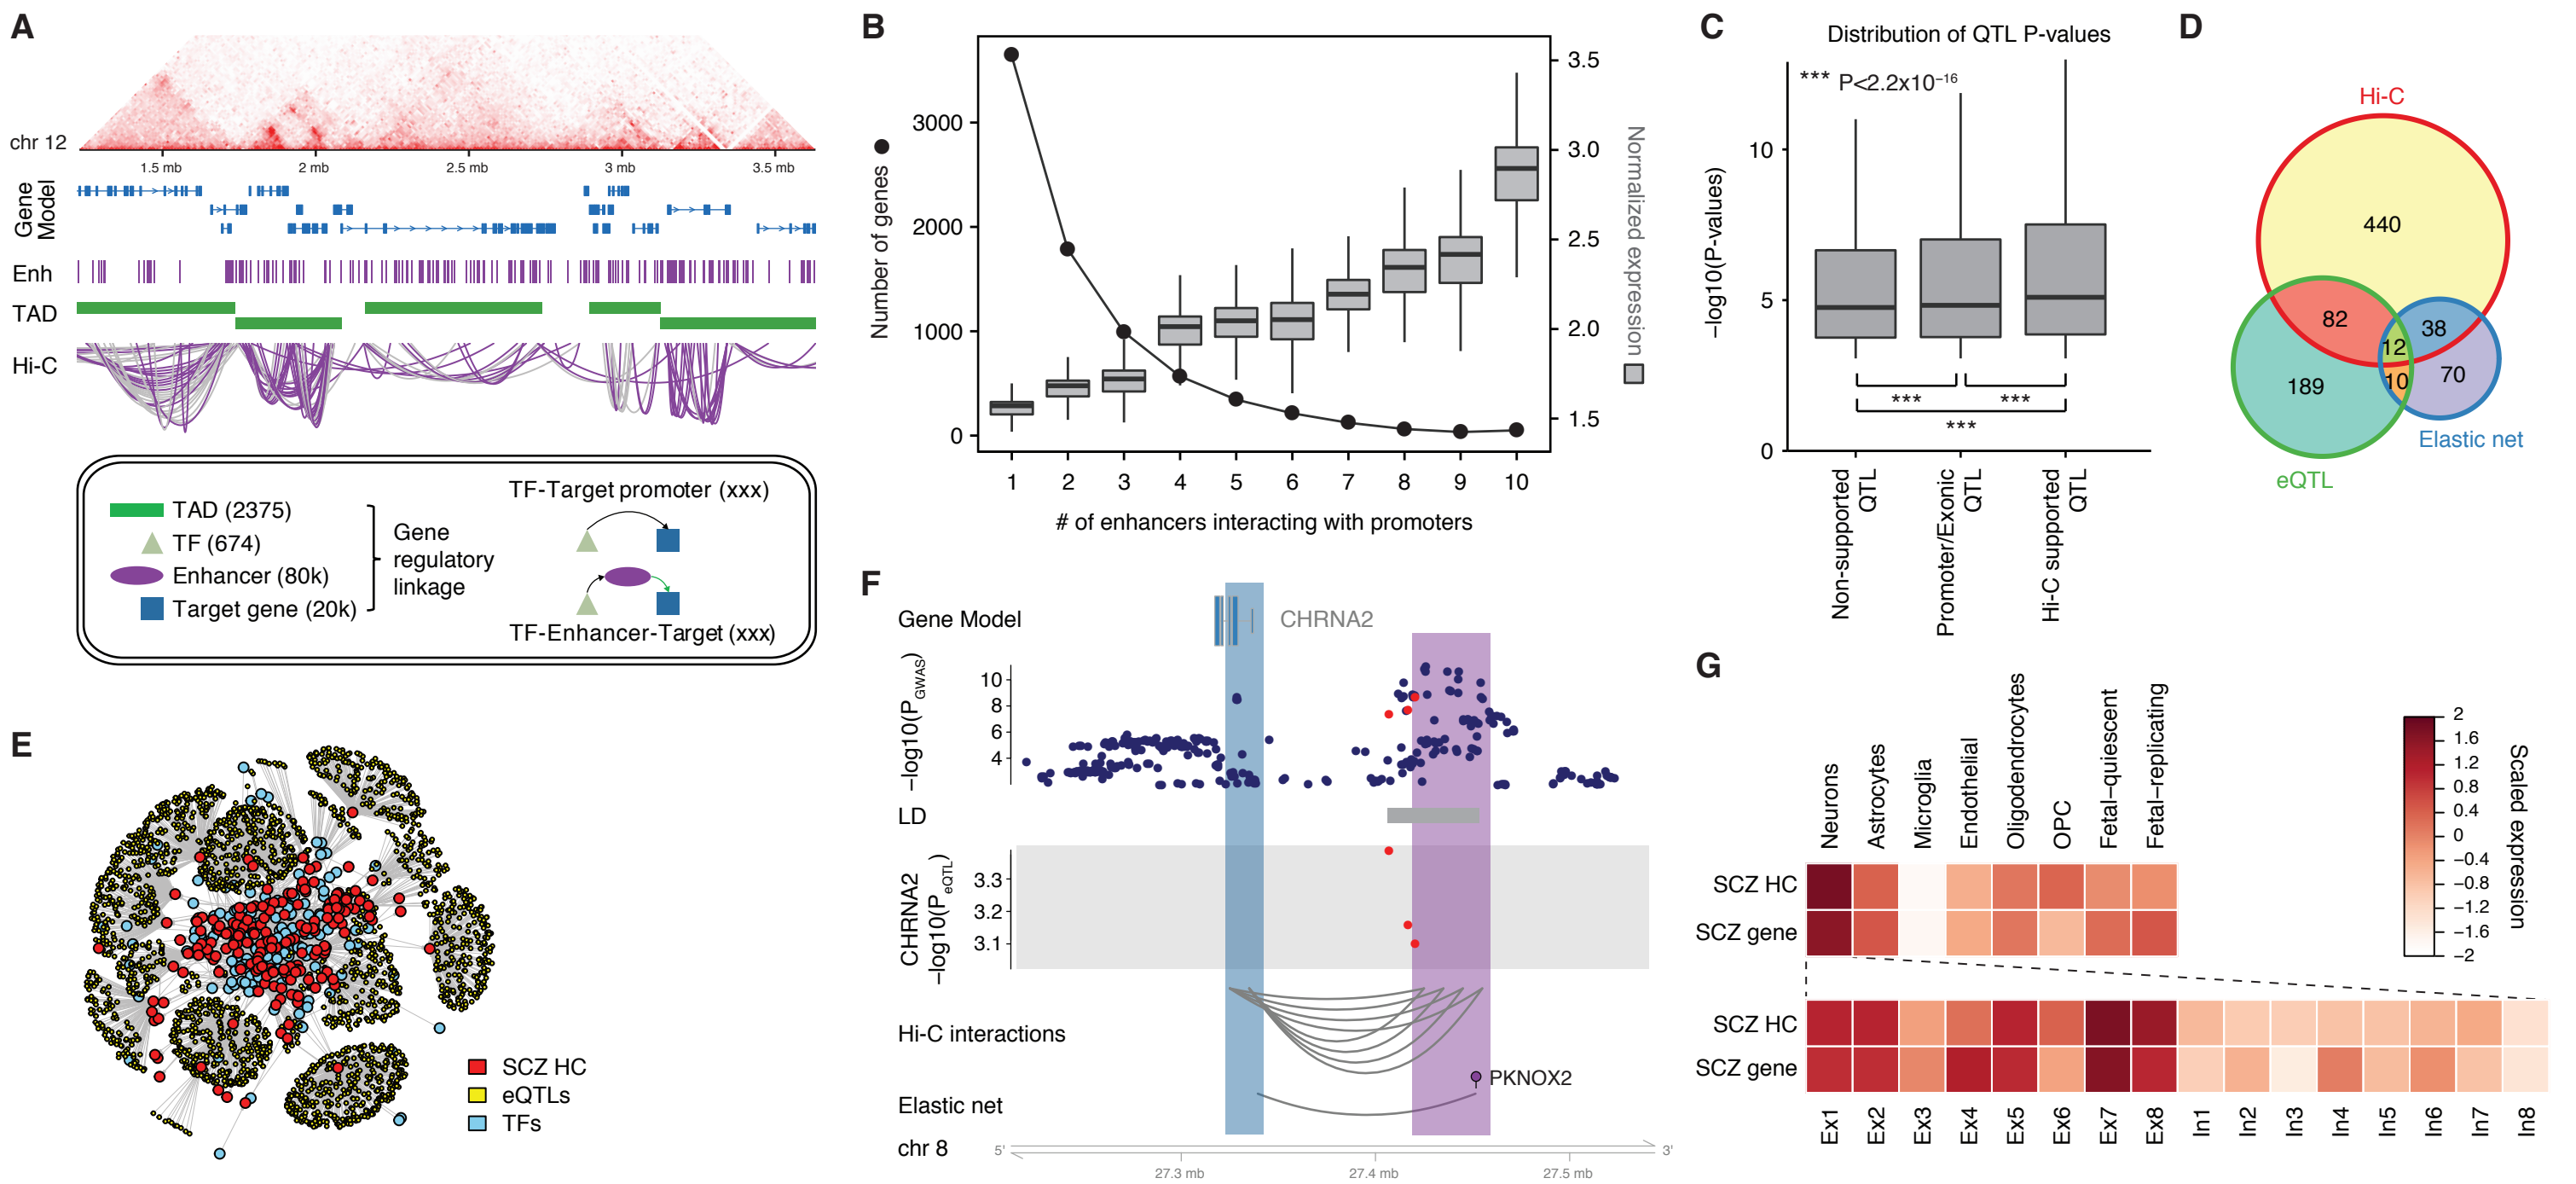 A
chr 12
1.5 mb 2 mb 2.5 mb 3 mb 3.5 mb
Gene Model
Enh
TAD
Hi-C
TAD (2375)
TF (674)
Enhancer (80k)
Target gene (20k)
Gene
regulatory
linkage
TF-Target promoter (xxx)
TF-Enhancer-Target (xxx)
B
Number of genes
3000
2000
1000
0
3.5
3.0
2.5
2.0
1.5
Normalized expression
1 2 3 4 5 6 7 8 9 10
# of enhancers interacting with promoters
C
Distribution of QTL P-values
*** P<2.2x10⁻¹⁶
−log10(P-values)
10
5
0
*** ***
***
Non-supported QTL
Promoter/Exonic QTL
Hi-C supported QTL
D
Hi-C
440
82
38
12
10
189
70
Elastic net
eQTL
E
SCZ HC
eQTLs
TFs
F
Gene Model
CHRNA2
−log10(P_GWAS)
10
8
6
4
LD
CHRNA2
−log10(P_eQTL)
3.3
3.2
3.1
Hi-C interactions
PKNOX2
Elastic net
chr 8
5' 3'
27.3 mb 27.4 mb 27.5 mb
G
Neurons
Astrocytes
Microglia
Endothelial
Oligodendrocytes
OPC
Fetal−quiescent
Fetal−replicating
SCZ HC
SCZ gene
2
1.6
1.2
0.8
0.4
0
−0.4
−0.8
−1.2
−1.6
−2
Scaled expression
SCZ HC
SCZ gene
Ex1 Ex2 Ex3 Ex4 Ex5 Ex6 Ex7 Ex8 In1 In2 In3 In4 In5 In6 In7 In8